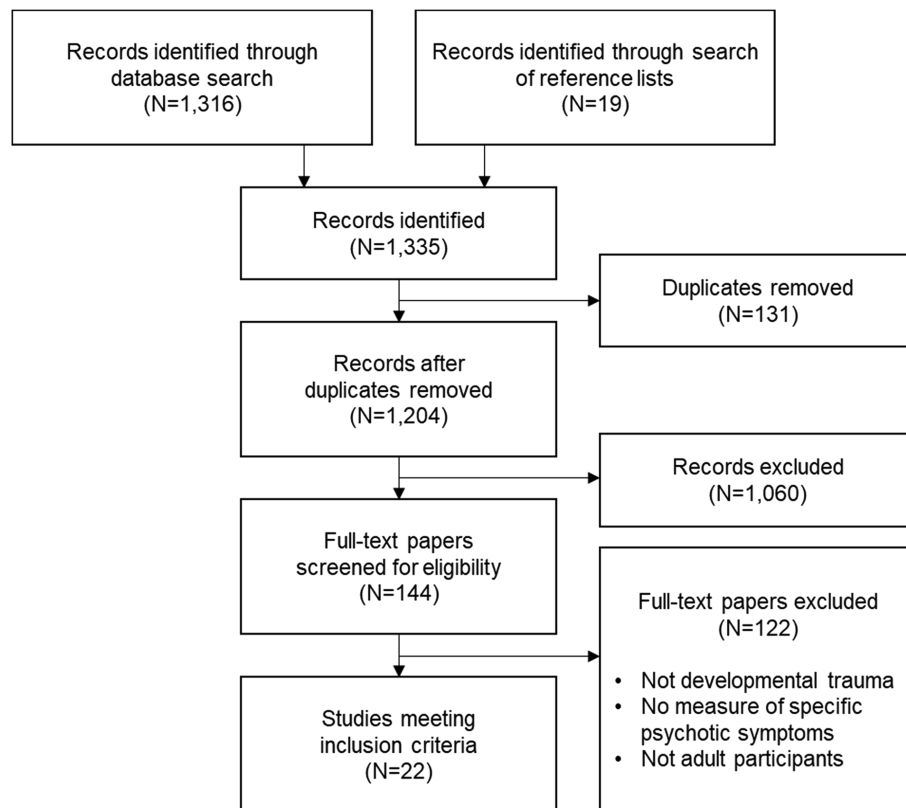 Records identified through
database search
(N=1,316)
Records identified through search
of reference lists
(N=19)
Records identified
(N=1,335)
Duplicates removed
(N=131)
Records after
duplicates removed
(N=1,204)
Records excluded
(N=1,060)
Full-text papers
screened for eligibility
(N=144)
Full-text papers excluded
(N=122)
• Not developmental trauma
• No measure of specific
psychotic symptoms
• Not adult participants
Studies meeting
inclusion criteria
(N=22)